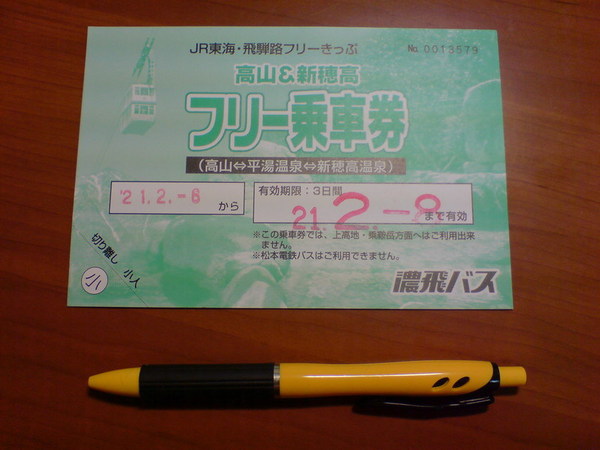 JR東海・飛騨路フリーきっぷ
No.0013579
高山&新穂高
フリー乗車券
(高山⇔平湯温泉⇔新穂高温泉)
'21.2.-6
から
有効期限:3日間
21.2.-8 まで有効
※この乗車券では、上高地・乗鞍岳方面へはご利用出来
ません。
※松本電鉄バスはご利用できません。
切り離し 小人
小
濃飛バス